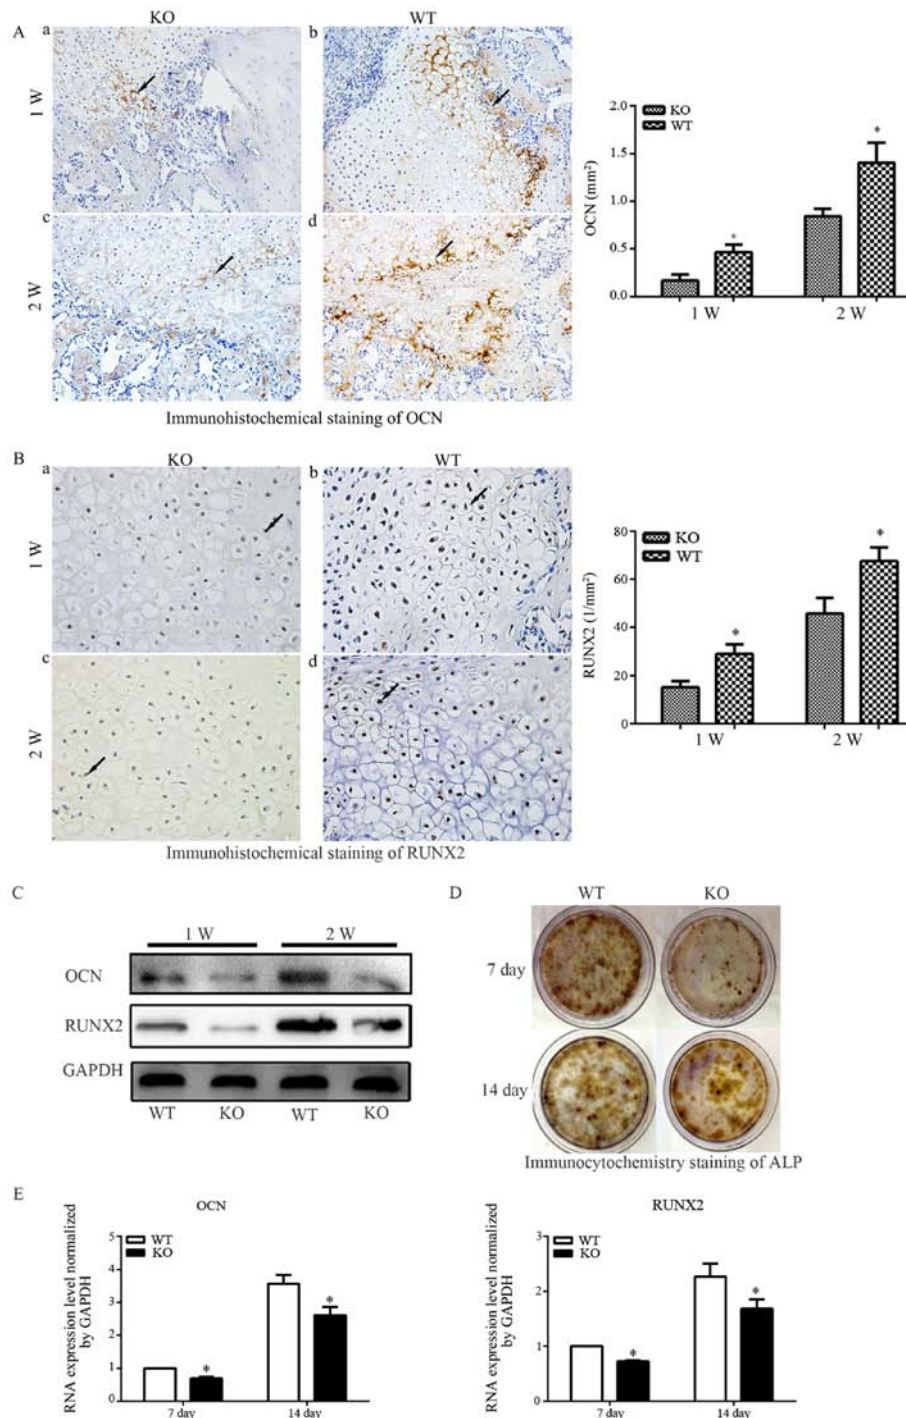 KO WT
A a b
1 W
c d
2 W
Immunohistochemical staining of OCN
2.0
1.5
1.0
0.5
0.0
OCN (mm²)
KO
WT
*
*
1 W 2 W
B KO WT
a b
1 W
c d
2 W
Immunohistochemical staining of RUNX2
80
60
40
20
0
RUNX2 (1/mm²)
KO
WT
*
*
1 W 2 W
C
1 W 2 W
OCN
RUNX2
GAPDH
WT KO WT KO
D
WT KO
7 day
14 day
Immunocytochemistry staining of ALP
E
OCN
RNA expression level normalized
by GAPDH
5
4
3
2
1
0
WT
KO
*
*
7 day 14 day
RUNX2
RNA expression level normalized
by GAPDH
3
2
1
0
WT
KO
*
*
7 day 14 day